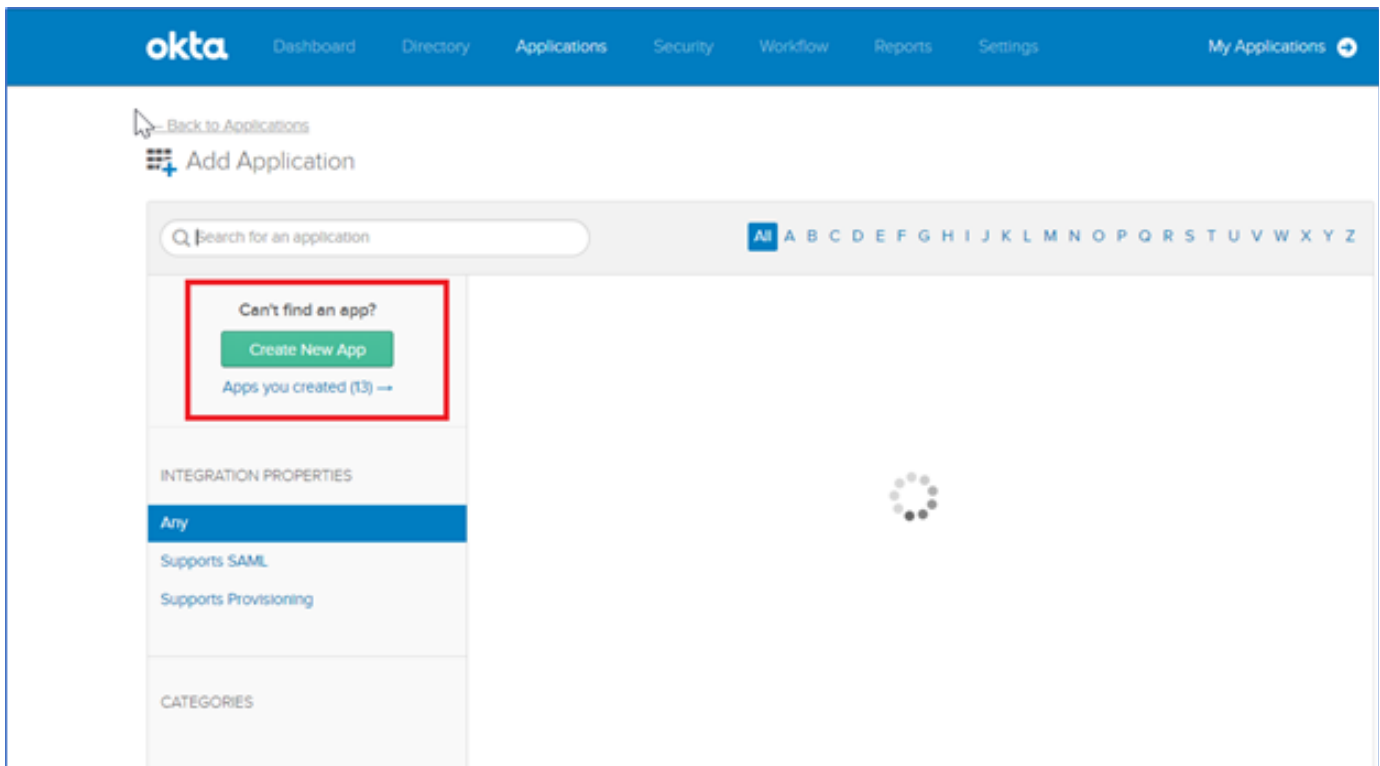 okta Dashboard Directory Applications Security Workflow Reports Settings My Applications
← Back to Applications
Add Application
Search for an application
All A B C D E F G H I J K L M N O P Q R S T U V W X Y Z
Can't find an app?
Create New App
Apps you created (13) →
INTEGRATION PROPERTIES
Any
Supports SAML
Supports Provisioning
CATEGORIES